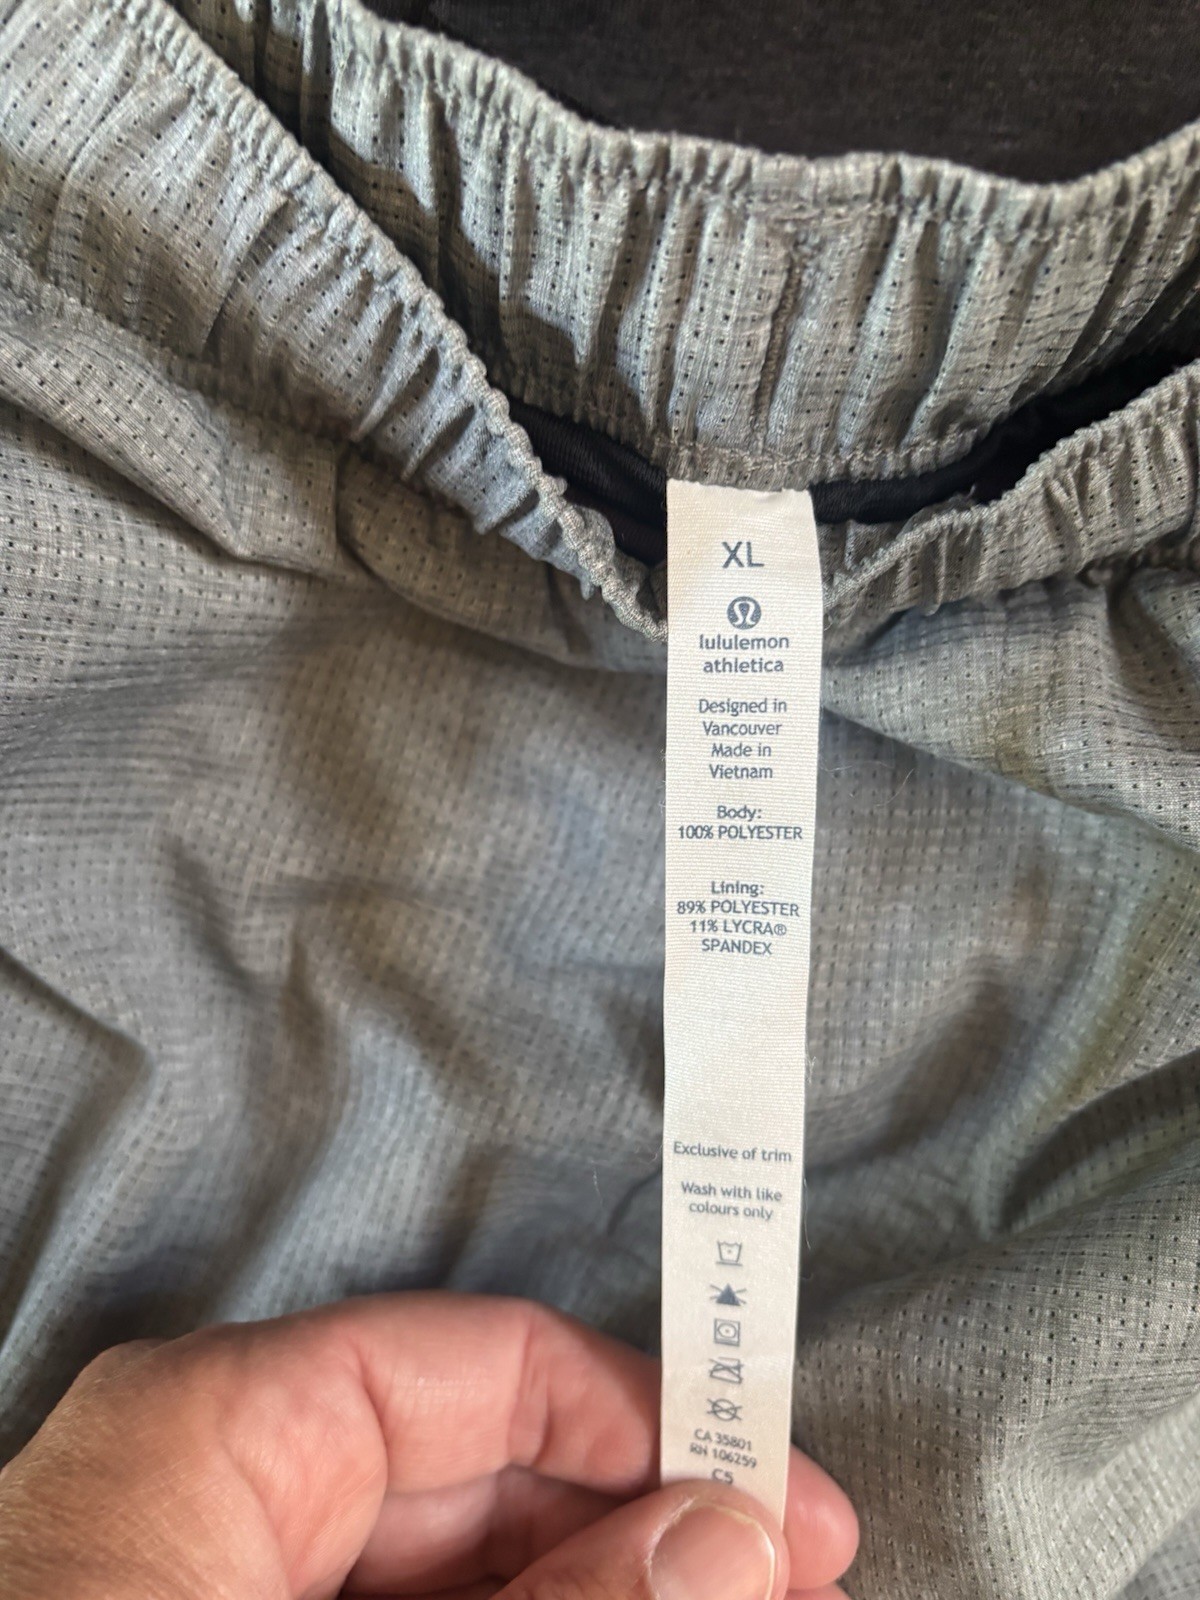 XL
lululemon
athletica
Designed in
Vancouver
Made in
Vietnam
Body:
100% POLYESTER
Lining:
89% POLYESTER
11% LYCRA®
SPANDEX
Exclusive of trim
Wash with like
colours only
CA 35801
RN 106259
C5